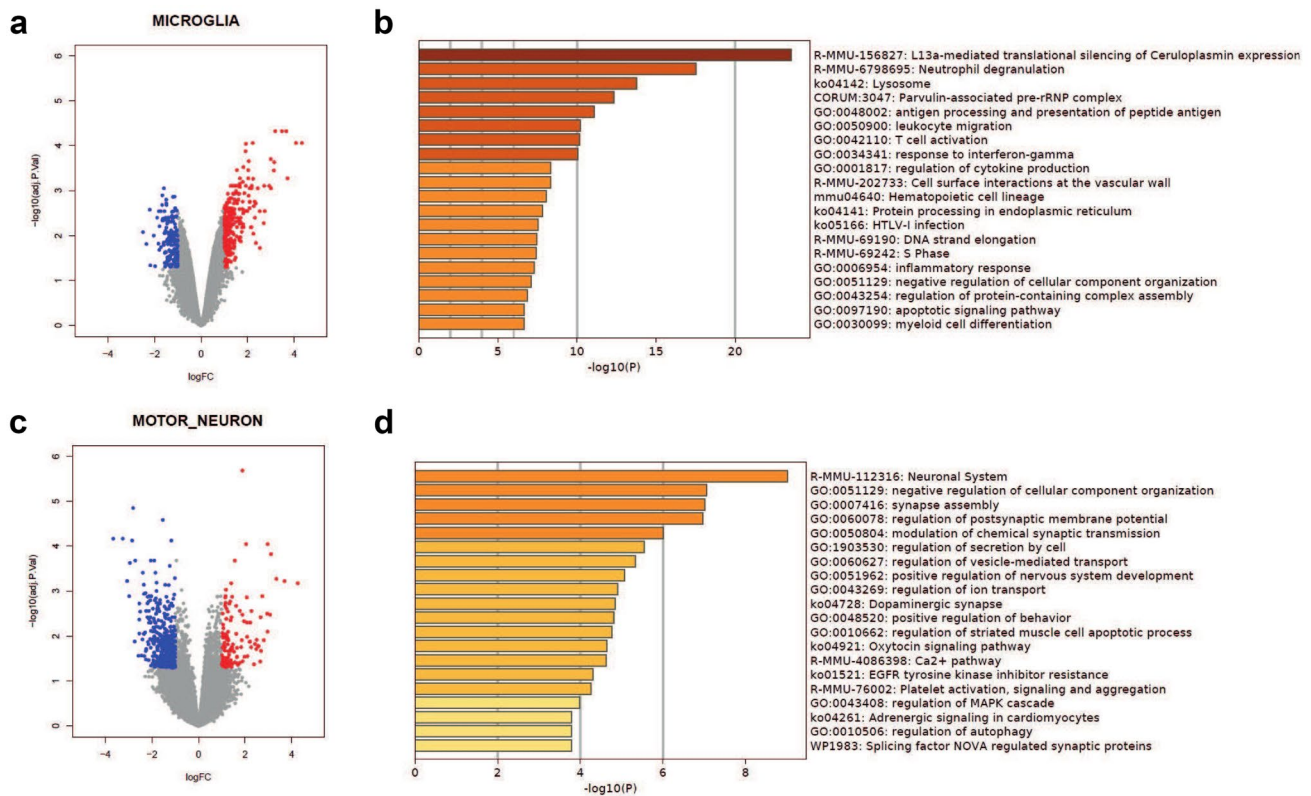 a
MICROGLIA
−log10(adj.P.Val)
6
5
4
3
2
1
0
−4
−2
0
2
4
logFC
b
R-MMU-156827: L13a-mediated translational silencing of Ceruloplasmin expression
R-MMU-6798695: Neutrophil degranulation
ko04142: Lysosome
CORUM:3047: Parvulin-associated pre-rRNP complex
GO:0048002: antigen processing and presentation of peptide antigen
GO:0050900: leukocyte migration
GO:0042110: T cell activation
GO:0034341: response to interferon-gamma
GO:0001817: regulation of cytokine production
R-MMU-202733: Cell surface interactions at the vascular wall
mmu04640: Hematopoietic cell lineage
ko04141: Protein processing in endoplasmic reticulum
ko05166: HTLV-I infection
R-MMU-69190: DNA strand elongation
R-MMU-69242: S Phase
GO:0006954: inflammatory response
GO:0051129: negative regulation of cellular component organization
GO:0043254: regulation of protein-containing complex assembly
GO:0097190: apoptotic signaling pathway
GO:0030099: myeloid cell differentiation
0
5
10
15
20
-log10(P)
c
MOTOR_NEURON
−log10(adj.P.Val)
6
5
4
3
2
1
0
−4
−2
0
2
4
logFC
d
R-MMU-112316: Neuronal System
GO:0051129: negative regulation of cellular component organization
GO:0007416: synapse assembly
GO:0060078: regulation of postsynaptic membrane potential
GO:0050804: modulation of chemical synaptic transmission
GO:1903530: regulation of secretion by cell
GO:0060627: regulation of vesicle-mediated transport
GO:0051962: positive regulation of nervous system development
GO:0043269: regulation of ion transport
ko04728: Dopaminergic synapse
GO:0048520: positive regulation of behavior
GO:0010662: regulation of striated muscle cell apoptotic process
ko04921: Oxytocin signaling pathway
R-MMU-4086398: Ca2+ pathway
ko01521: EGFR tyrosine kinase inhibitor resistance
R-MMU-76002: Platelet activation, signaling and aggregation
GO:0043408: regulation of MAPK cascade
ko04261: Adrenergic signaling in cardiomyocytes
GO:0010506: regulation of autophagy
WP1983: Splicing factor NOVA regulated synaptic proteins
0
2
4
6
8
-log10(P)